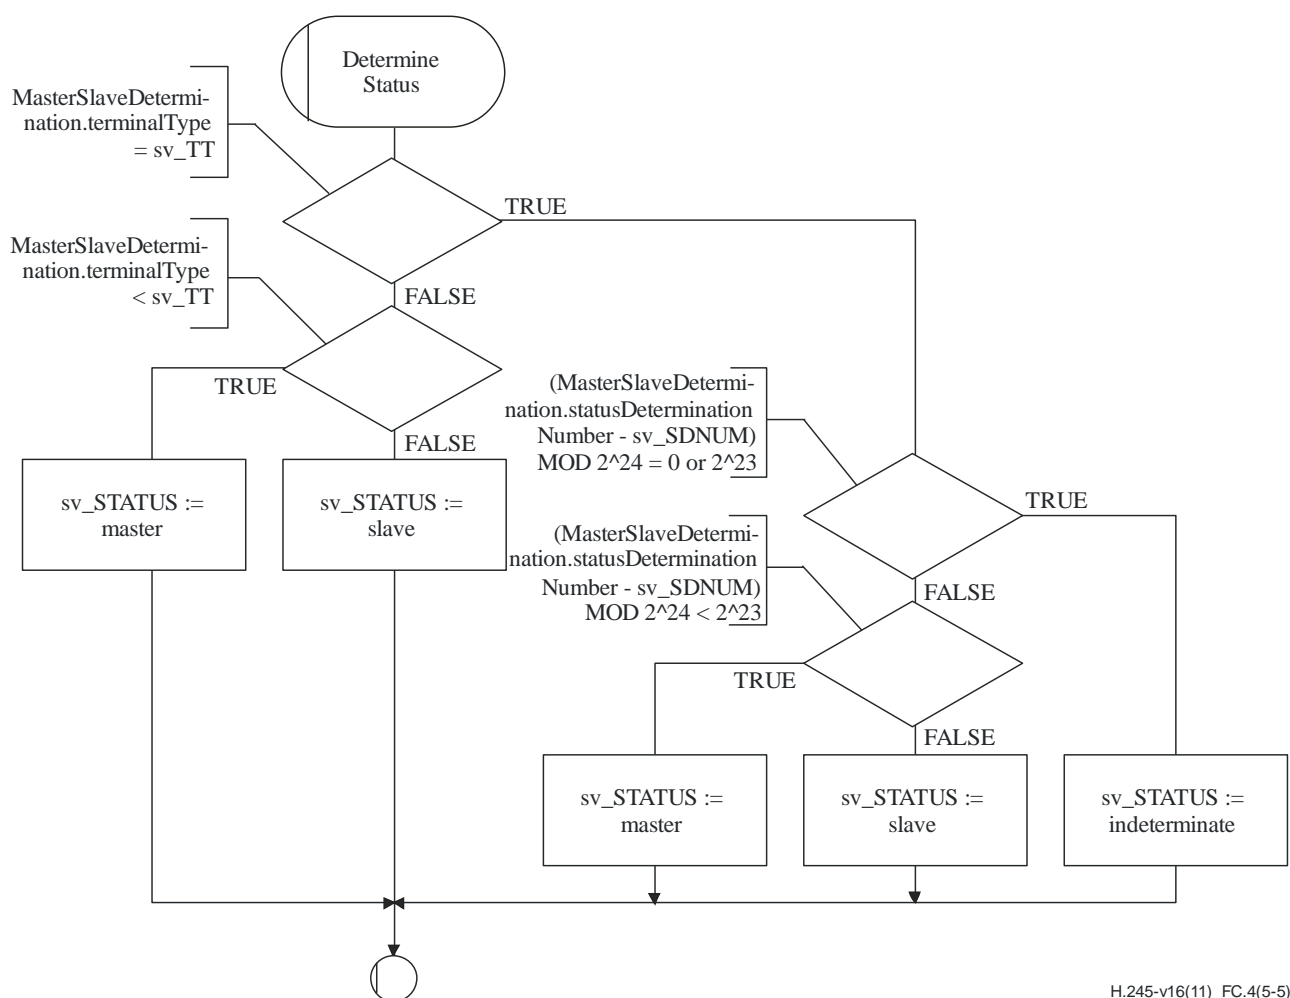 Determine
Status
MasterSlaveDetermi-
nation.terminalType
= sv_TT
TRUE
FALSE
MasterSlaveDetermi-
nation.terminalType
< sv_TT
TRUE
FALSE
sv_STATUS :=
master
sv_STATUS :=
slave
(MasterSlaveDetermi-
nation.statusDetermination
Number - sv_SDNUM)
MOD 2^24 = 0 or 2^23
TRUE
FALSE
(MasterSlaveDetermi-
nation.statusDetermination
Number - sv_SDNUM)
MOD 2^24 < 2^23
TRUE
FALSE
sv_STATUS :=
master
sv_STATUS :=
slave
sv_STATUS :=
indeterminate
H.245-v16(11)_FC.4(5-5)